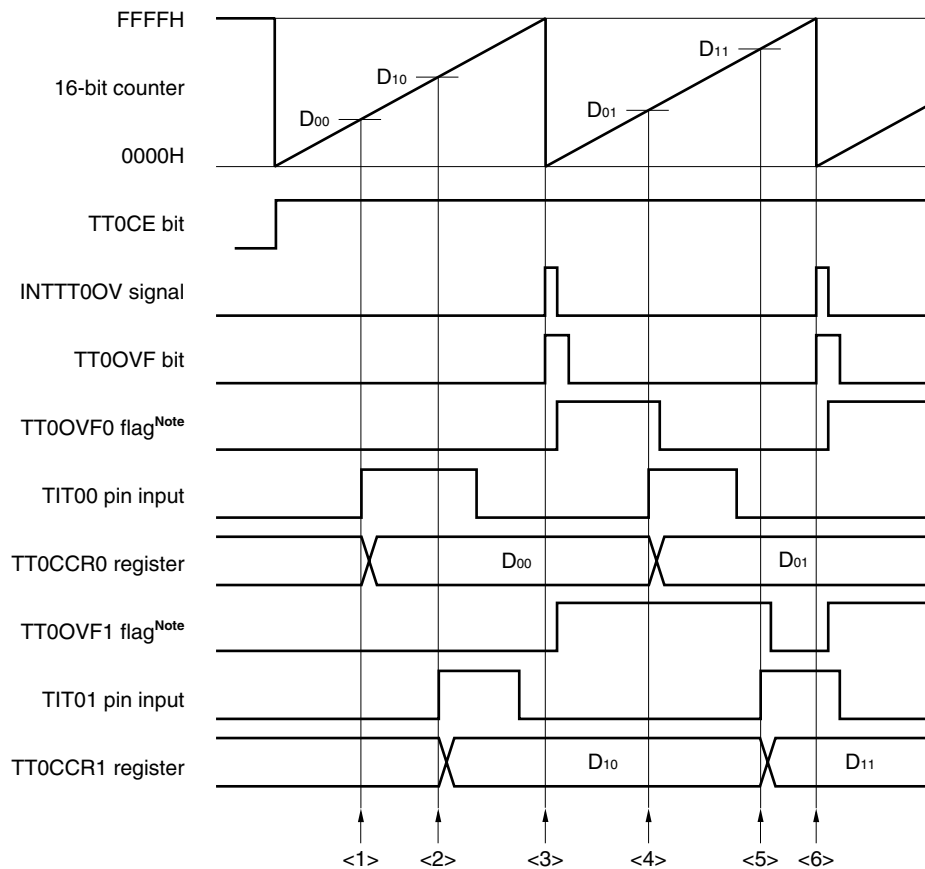 FFFFH
D11
D10
16-bit counter
D01
D00
0000H
TT0CE bit
INTTT0OV signal
TT0OVF bit
TT0OVF0 flagNote
TIT00 pin input
TT0CCR0 register
D00
D01
TT0OVF1 flagNote
TIT01 pin input
TT0CCR1 register
D10
D11
<1>
<2>
<3>
<4>
<5>
<6>